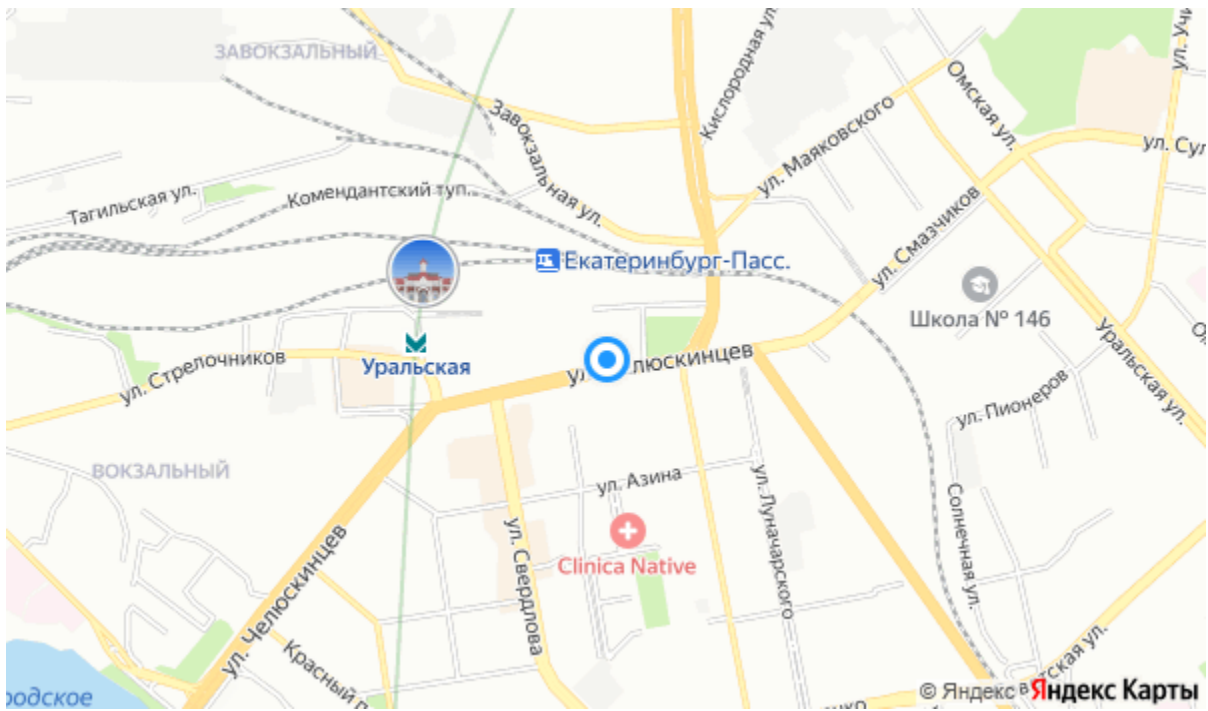 ЗАВОКЗАЛЬНЫЙ
Кислородная ул.
ул. Учи
Омская ул.
ул. Маяковского
Завокзальная ул.
ул. Сул
Комендантский туп.
Тагильская ул.
ул. Смазчиков
Екатеринбург-Пасс.
Школа № 146
Уральская
ул. Челюскинцев
ул. Стрелочников
Уральская ул.
ул. Пионеров
ВОКЗАЛЬНЫЙ
ул. Азина
ул. Луначарского
Солнечная ул.
ул. Свердлова
Clinica Native
ул. Челюскинцев
Красный
родское
© Яндекс Яндекс Карты